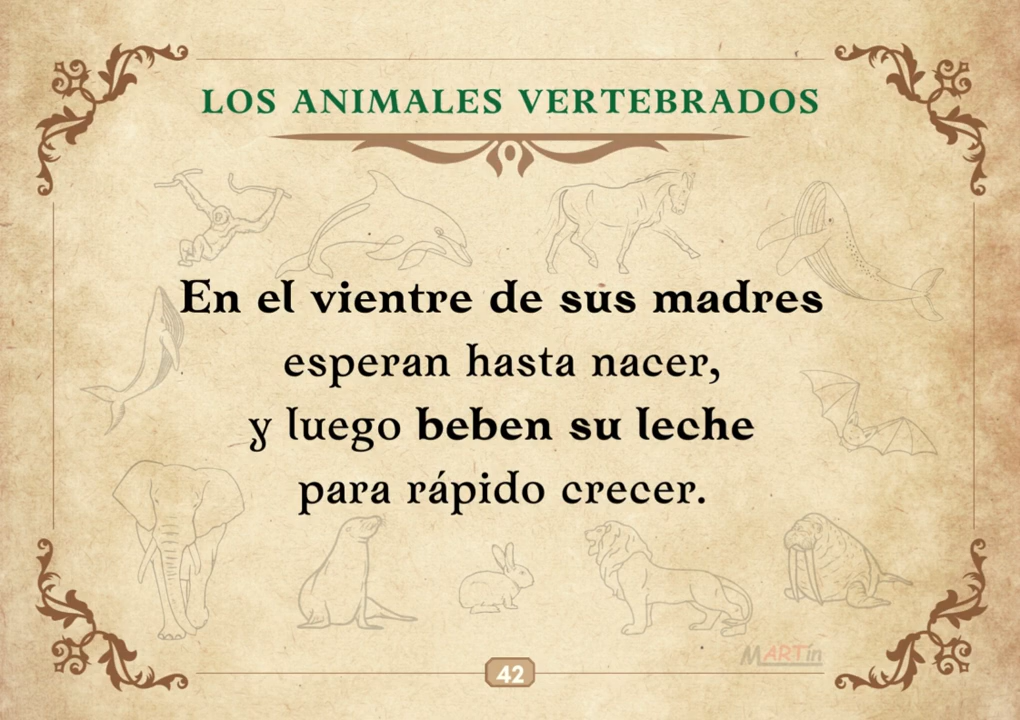 LOS ANIMALES VERTEBRADOS
En el vientre de sus madres
esperan hasta nacer,
y luego beben su leche
para rápido crecer.
MARTín
42